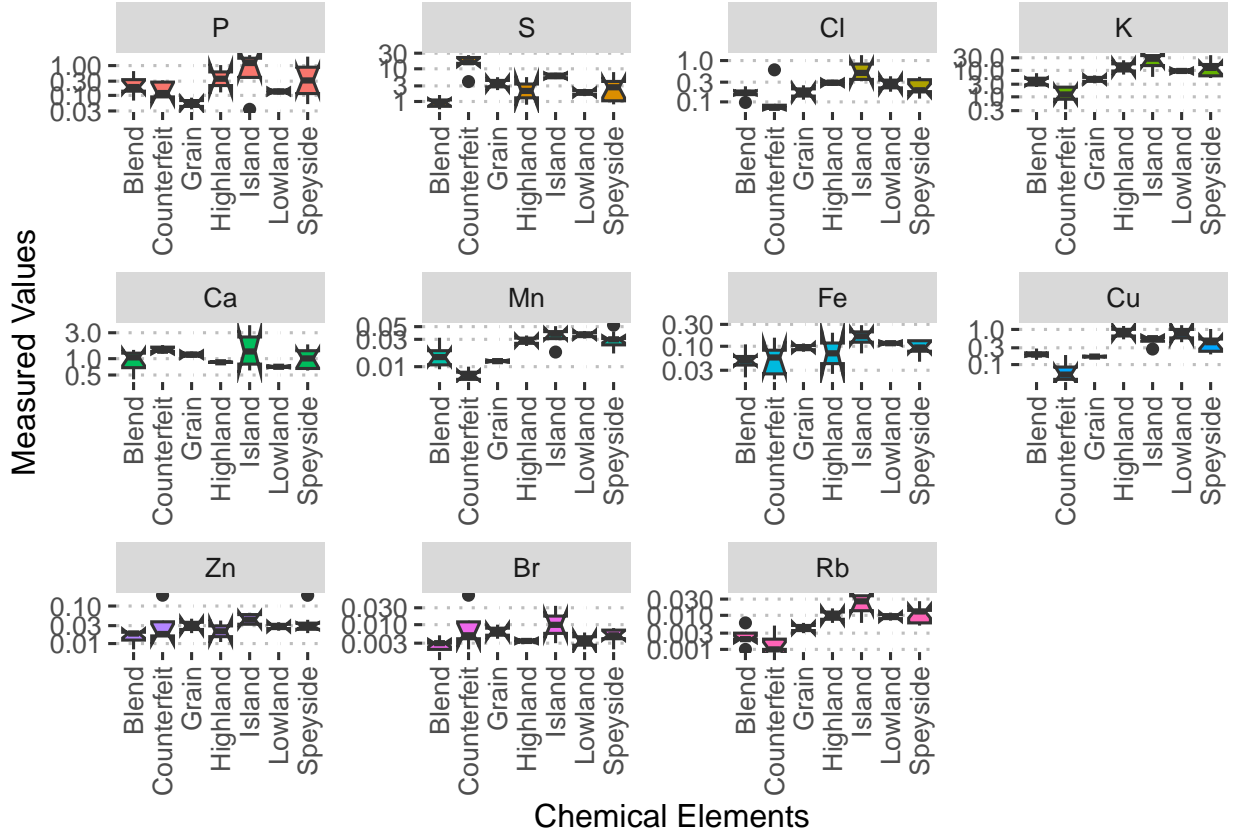 P
S
Cl
K
1.00
0.30
0.10
0.03
30
10
3
1
1.0
0.3
0.1
30.0
10.0
3.0
1.0
0.3
Blend
Counterfeit
Grain
Highland
Island
Lowland
Speyside
Blend
Counterfeit
Grain
Highland
Island
Lowland
Speyside
Blend
Counterfeit
Grain
Highland
Island
Lowland
Speyside
Blend
Counterfeit
Grain
Highland
Island
Lowland
Speyside
Measured Values
Ca
Mn
Fe
Cu
3.0
1.0
0.5
0.05
0.03
0.01
0.30
0.10
0.03
1.0
0.3
0.1
Blend
Counterfeit
Grain
Highland
Island
Lowland
Speyside
Blend
Counterfeit
Grain
Highland
Island
Lowland
Speyside
Blend
Counterfeit
Grain
Highland
Island
Lowland
Speyside
Blend
Counterfeit
Grain
Highland
Island
Lowland
Speyside
Zn
Br
Rb
0.10
0.03
0.01
0.030
0.010
0.003
0.030
0.010
0.003
0.001
Blend
Counterfeit
Grain
Highland
Island
Lowland
Speyside
Blend
Counterfeit
Grain
Highland
Island
Lowland
Speyside
Blend
Counterfeit
Grain
Highland
Island
Lowland
Speyside
Chemical Elements